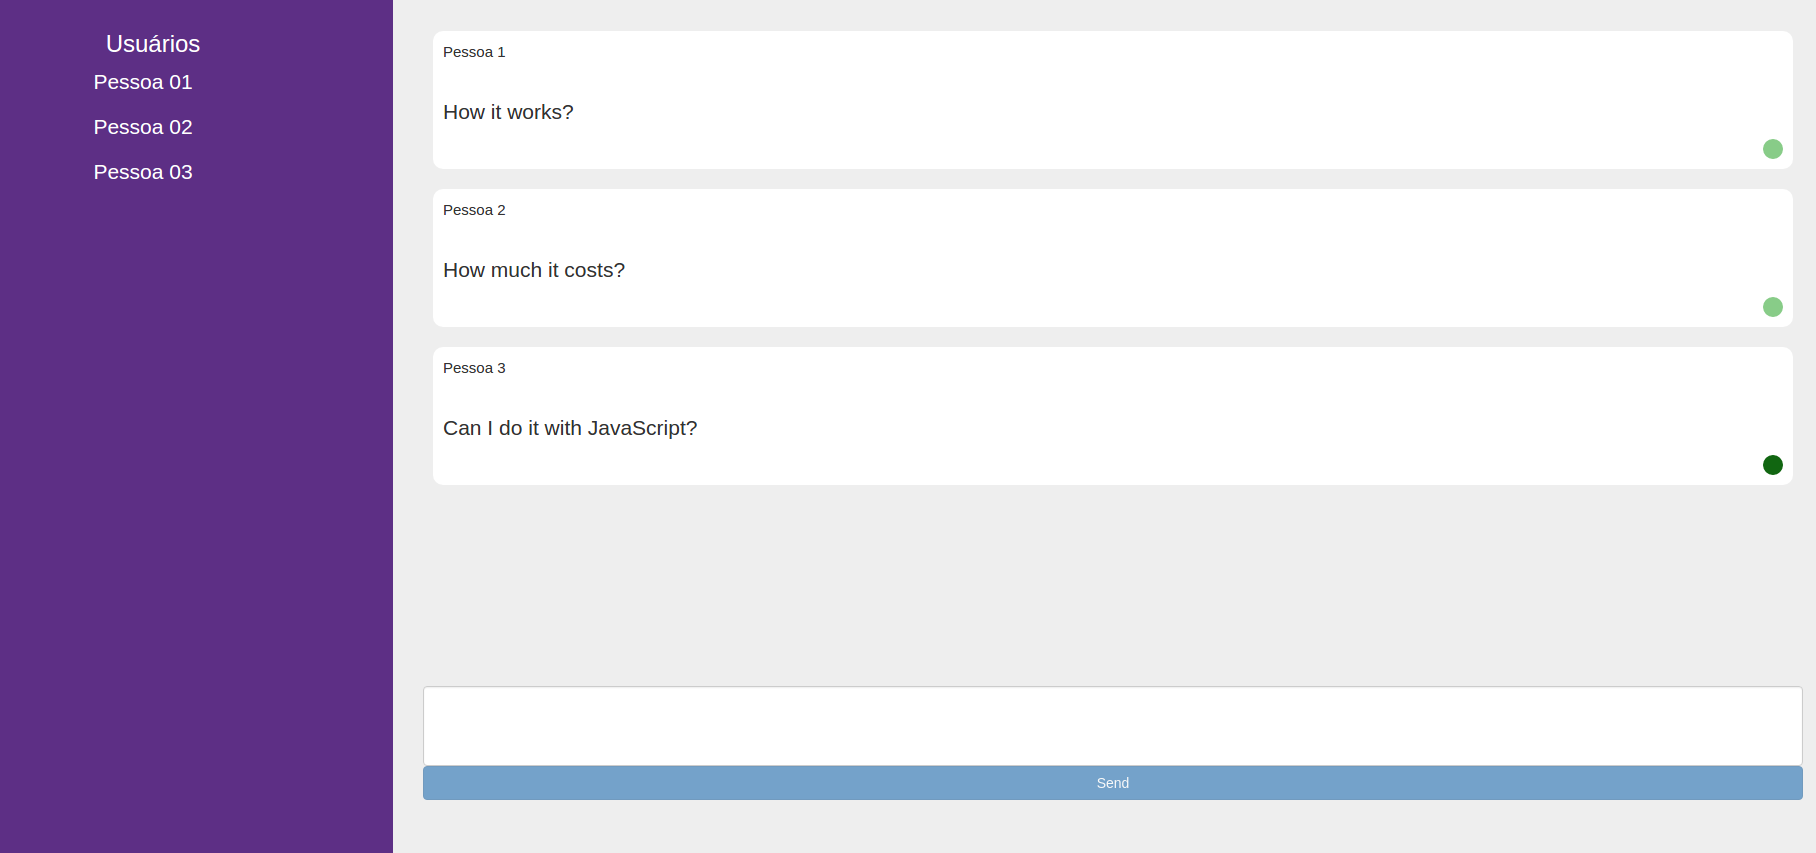 Usuários
Pessoa 01
Pessoa 02
Pessoa 03
Pessoa 1
How it works?
Pessoa 2
How much it costs?
Pessoa 3
Can I do it with JavaScript?
Send